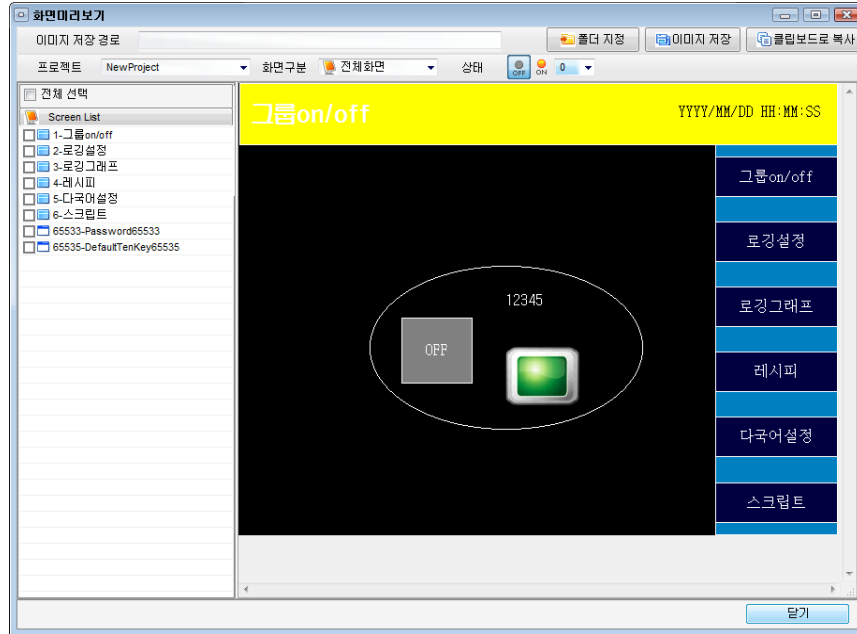 화면미리보기
이미지 저장 경로 폴더 지정 이미지 저장 클립보드로 복사
프로젝트 NewProject 화면구분 전체화면 상태 OFF ON 0
전체 선택
Screen List
1-그룹on/off
2-로깅설정
3-로깅그래프
4-레시피
5-다국어설정
6-스크립트
65533-Password65533
65535-DefaultTenKey65535
그룹on/off YYYY/MM/DD HH:MM:SS
12345
OFF
그룹on/off
로깅설정
로깅그래프
레시피
다국어설정
스크립트
닫기